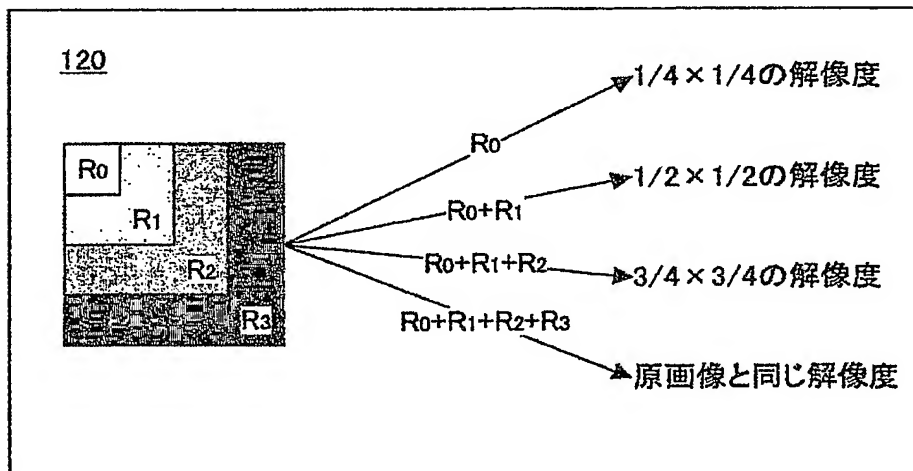 120
1/4×1/4の解像度
R0
R0
1/2×1/2の解像度
R1
R0+R1
R2
R0+R1+R2
3/4×3/4の解像度
R3
R0+R1+R2+R3
原画像と同じ解像度